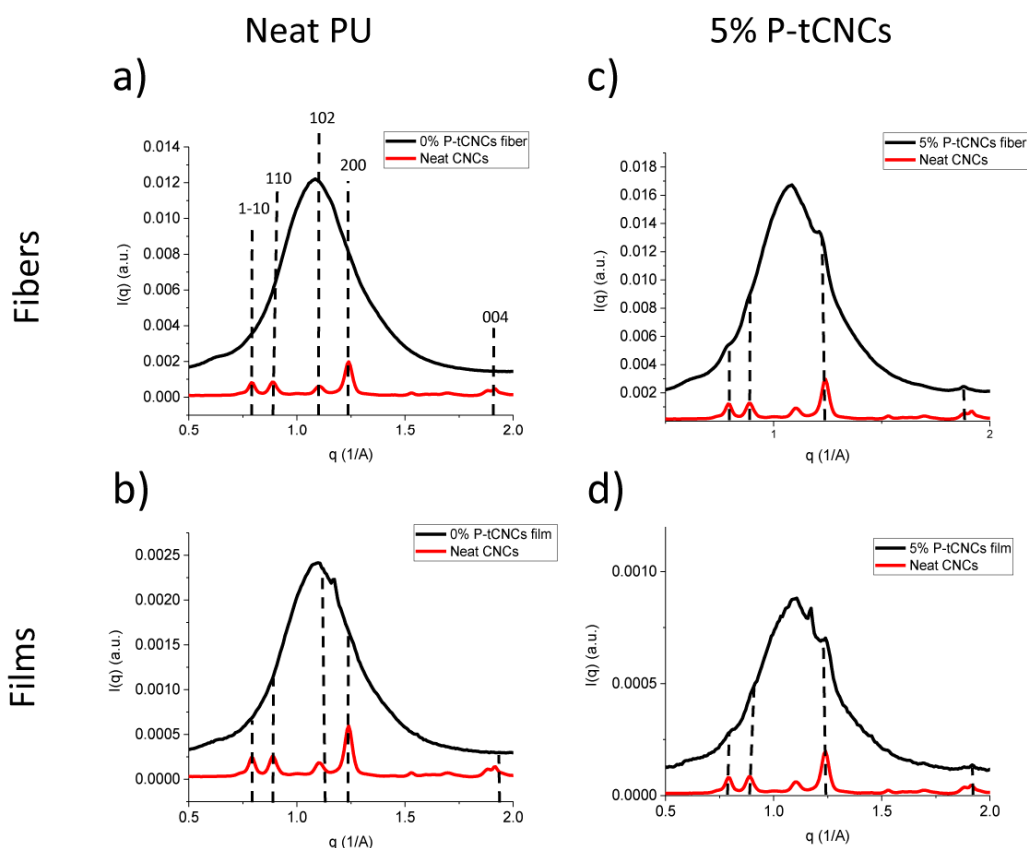 Neat PU
5% P-tCNCs
Fibers
Films
a)
0% P-tCNCs fiber
Neat CNCs
102
110
200
1-10
004
0.014
0.012
0.010
0.008
0.006
0.004
0.002
0.000
I(q) (a.u.)
0.5 1.0 1.5 2.0
q (1/A)
c)
5% P-tCNCs fiber
Neat CNCs
0.018
0.016
0.014
0.012
0.010
0.008
0.006
0.004
0.002
I(q) (a.u.)
1 2
q (1/A)
b)
0% P-tCNCs film
Neat CNCs
0.0025
0.0020
0.0015
0.0010
0.0005
0.0000
I(q) (a.u.)
0.5 1.0 1.5 2.0
q (1/A)
d)
5% P-tCNCs film
Neat CNCs
0.0010
0.0005
0.0000
I(q) (a.u.)
1.0 1.5 2.0
q (1/A)